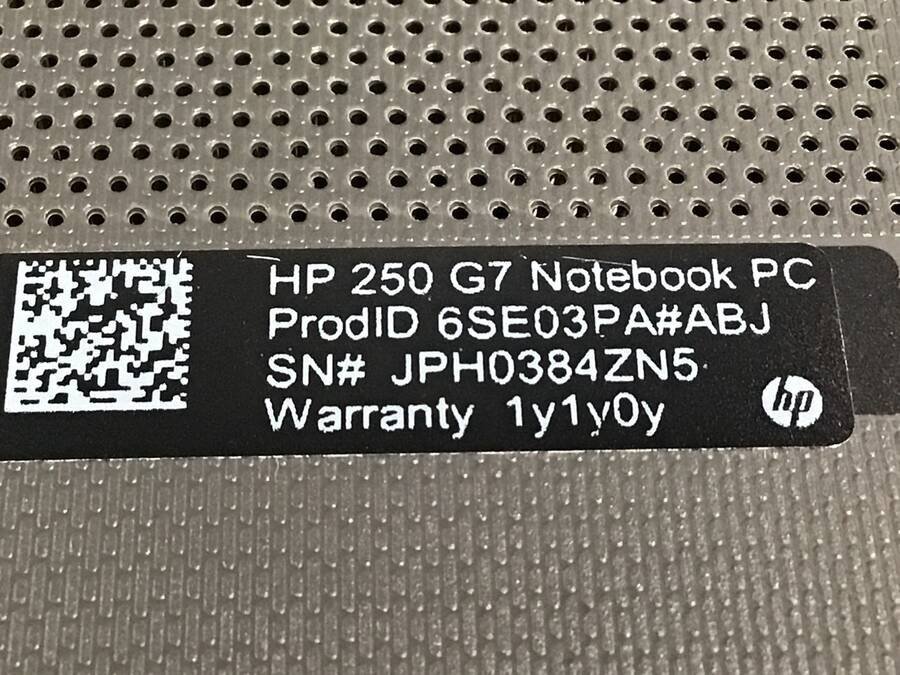 HP 250 G7 Notebook PC
ProdID 6SE03PA#ABJ
SN# JPH0384ZN5
Warranty 1y1y0y
hp